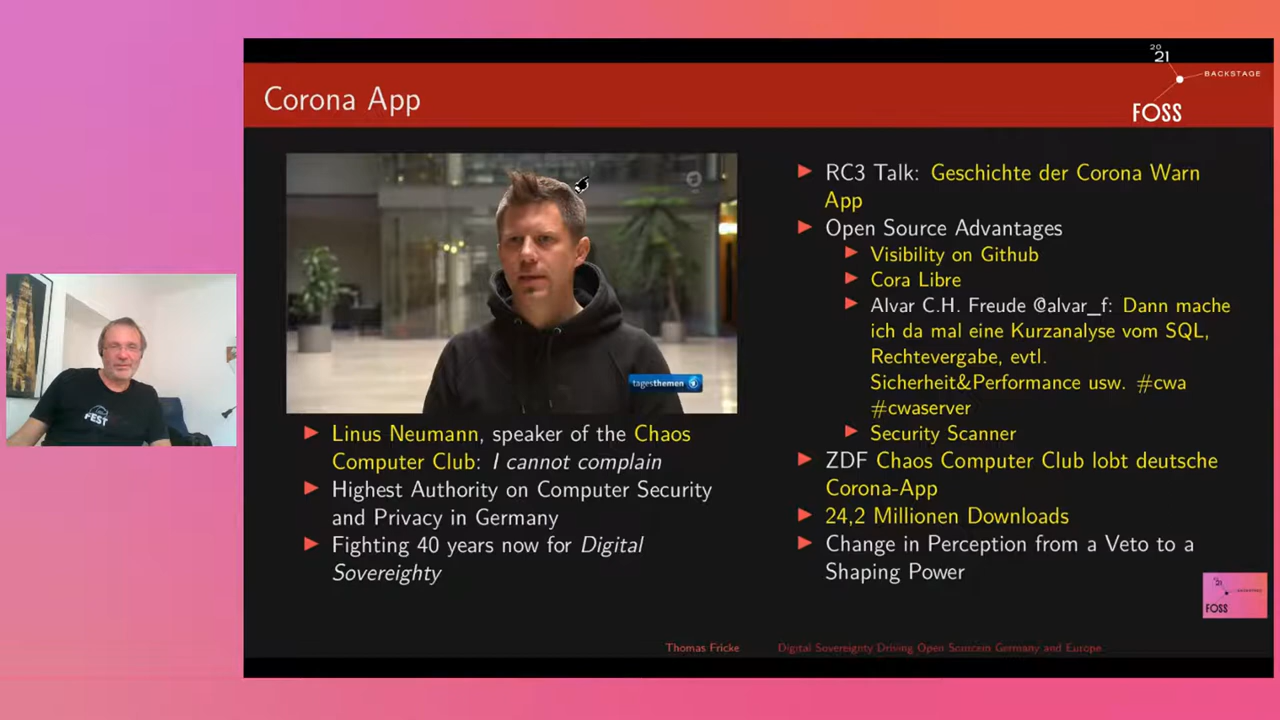 20
21
BACKSTAGE
FOSS
Corona App
tagesthemen
Linus Neumann, speaker of the Chaos
Computer Club: I cannot complain
Highest Authority on Computer Security
and Privacy in Germany
Fighting 40 years now for Digital
Sovereighty
RC3 Talk: Geschichte der Corona Warn
App
Open Source Advantages
Visibility on Github
Cora Libre
Alvar C.H. Freude @alvar_f: Dann mache
ich da mal eine Kurzanalyse vom SQL,
Rechtevergabe, evtl.
Sicherheit&Performance usw. #cwa
#cwaserver
Security Scanner
ZDF Chaos Computer Club lobt deutsche
Corona-App
24,2 Millionen Downloads
Change in Perception from a Veto to a
Shaping Power
FEST
21
FOSS
Thomas Fricke
Digital Sovereignty Driving Open Sourcein Germany and Europe